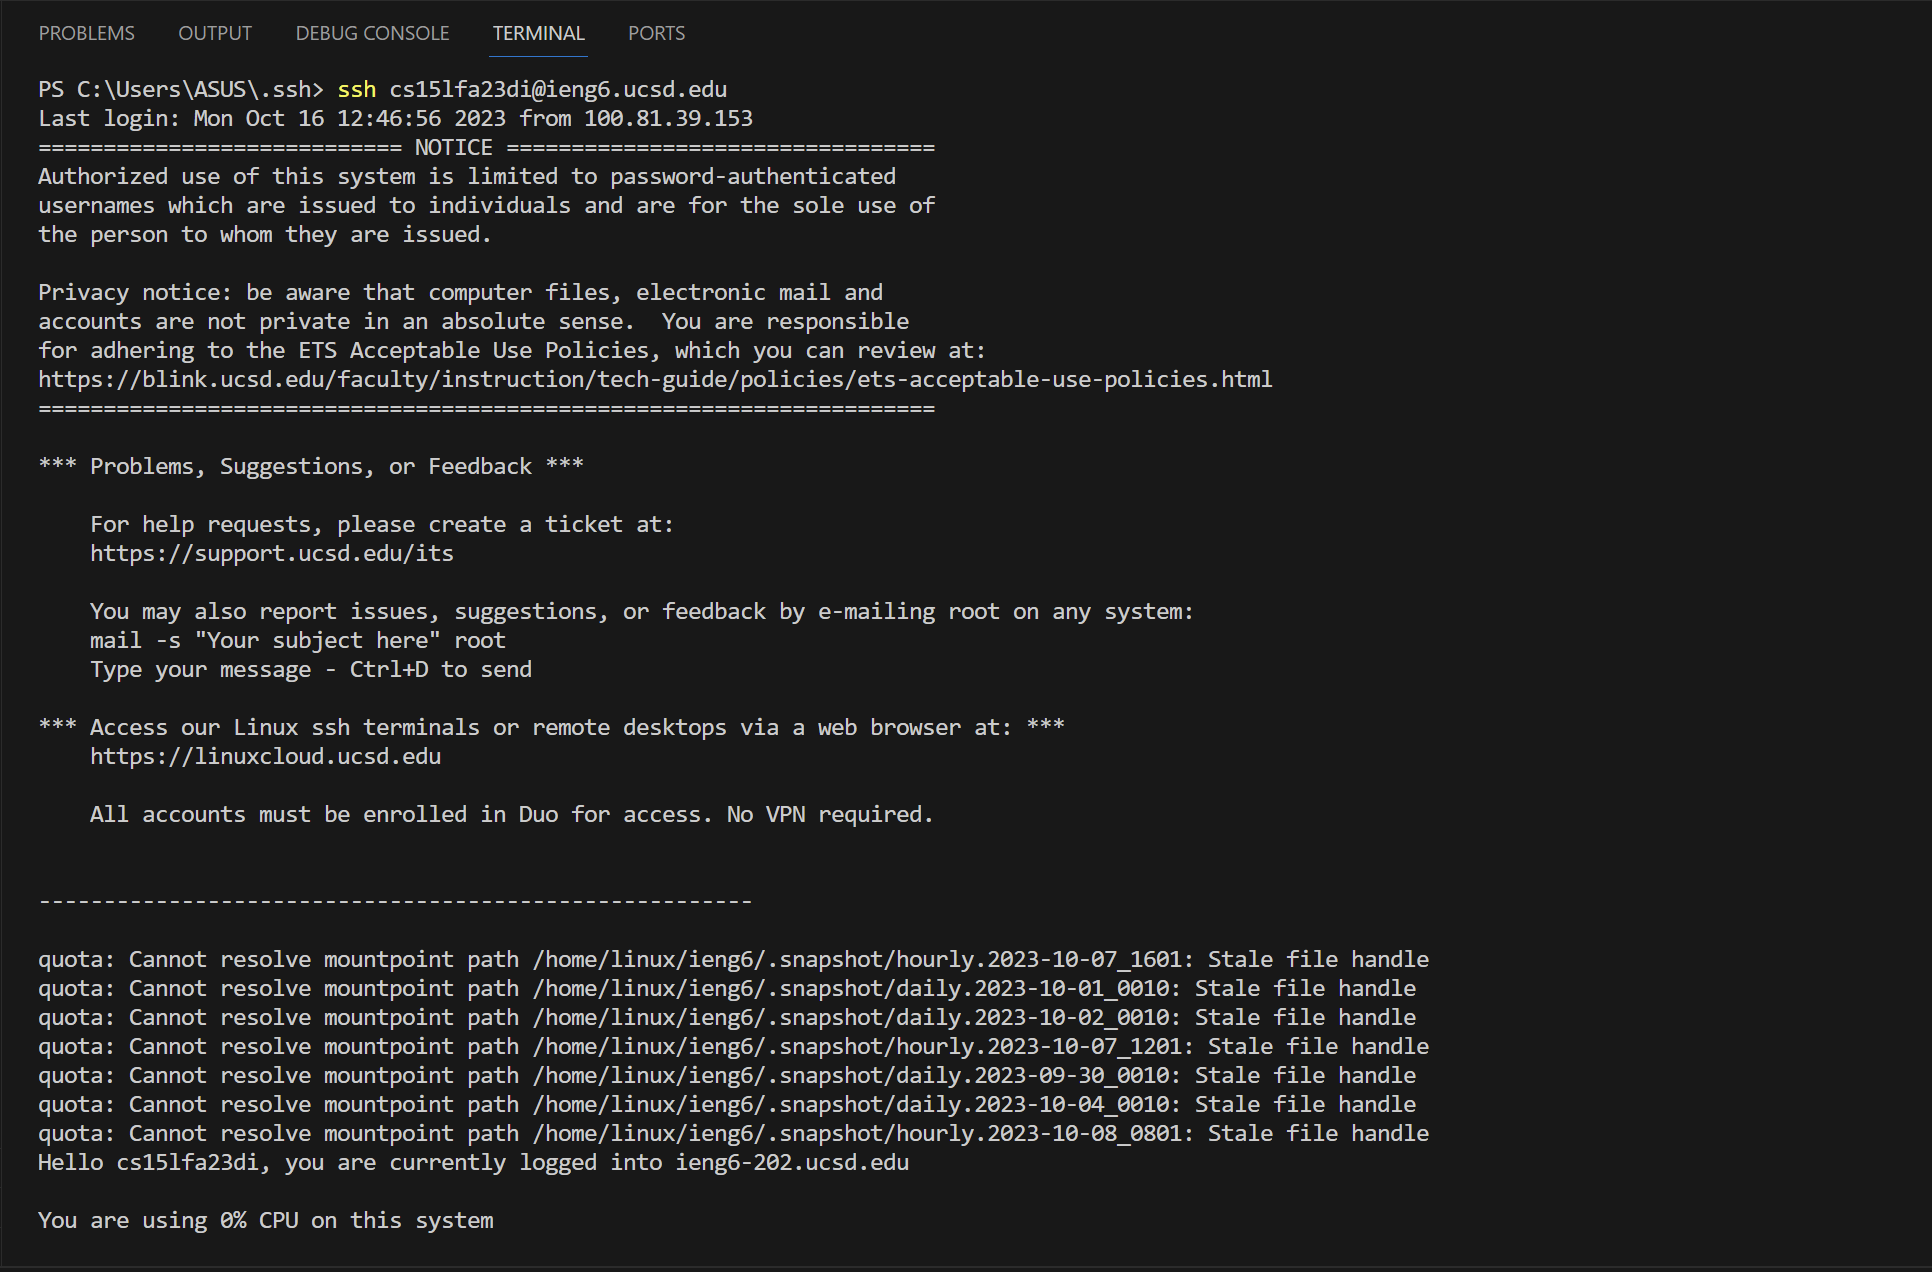 PROBLEMS OUTPUT DEBUG CONSOLE TERMINAL PORTS
PS C:\Users\ASUS\.ssh> ssh cs15lfa23di@ieng6.ucsd.edu
Last login: Mon Oct 16 12:46:56 2023 from 100.81.39.153
============================ NOTICE =================================
Authorized use of this system is limited to password-authenticated
usernames which are issued to individuals and are for the sole use of
the person to whom they are issued.

Privacy notice: be aware that computer files, electronic mail and
accounts are not private in an absolute sense.  You are responsible
for adhering to the ETS Acceptable Use Policies, which you can review at:
https://blink.ucsd.edu/faculty/instruction/tech-guide/policies/ets-acceptable-use-policies.html
=====================================================================

*** Problems, Suggestions, or Feedback ***

    For help requests, please create a ticket at:
    https://support.ucsd.edu/its

    You may also report issues, suggestions, or feedback by e-mailing root on any system:
    mail -s "Your subject here" root
    Type your message - Ctrl+D to send

*** Access our Linux ssh terminals or remote desktops via a web browser at: ***
    https://linuxcloud.ucsd.edu

    All accounts must be enrolled in Duo for access. No VPN required.

-------------------------------------------------------

quota: Cannot resolve mountpoint path /home/linux/ieng6/.snapshot/hourly.2023-10-07_1601: Stale file handle
quota: Cannot resolve mountpoint path /home/linux/ieng6/.snapshot/daily.2023-10-01_0010: Stale file handle
quota: Cannot resolve mountpoint path /home/linux/ieng6/.snapshot/daily.2023-10-02_0010: Stale file handle
quota: Cannot resolve mountpoint path /home/linux/ieng6/.snapshot/hourly.2023-10-07_1201: Stale file handle
quota: Cannot resolve mountpoint path /home/linux/ieng6/.snapshot/daily.2023-09-30_0010: Stale file handle
quota: Cannot resolve mountpoint path /home/linux/ieng6/.snapshot/daily.2023-10-04_0010: Stale file handle
quota: Cannot resolve mountpoint path /home/linux/ieng6/.snapshot/hourly.2023-10-08_0801: Stale file handle
Hello cs15lfa23di, you are currently logged into ieng6-202.ucsd.edu

You are using 0% CPU on this system